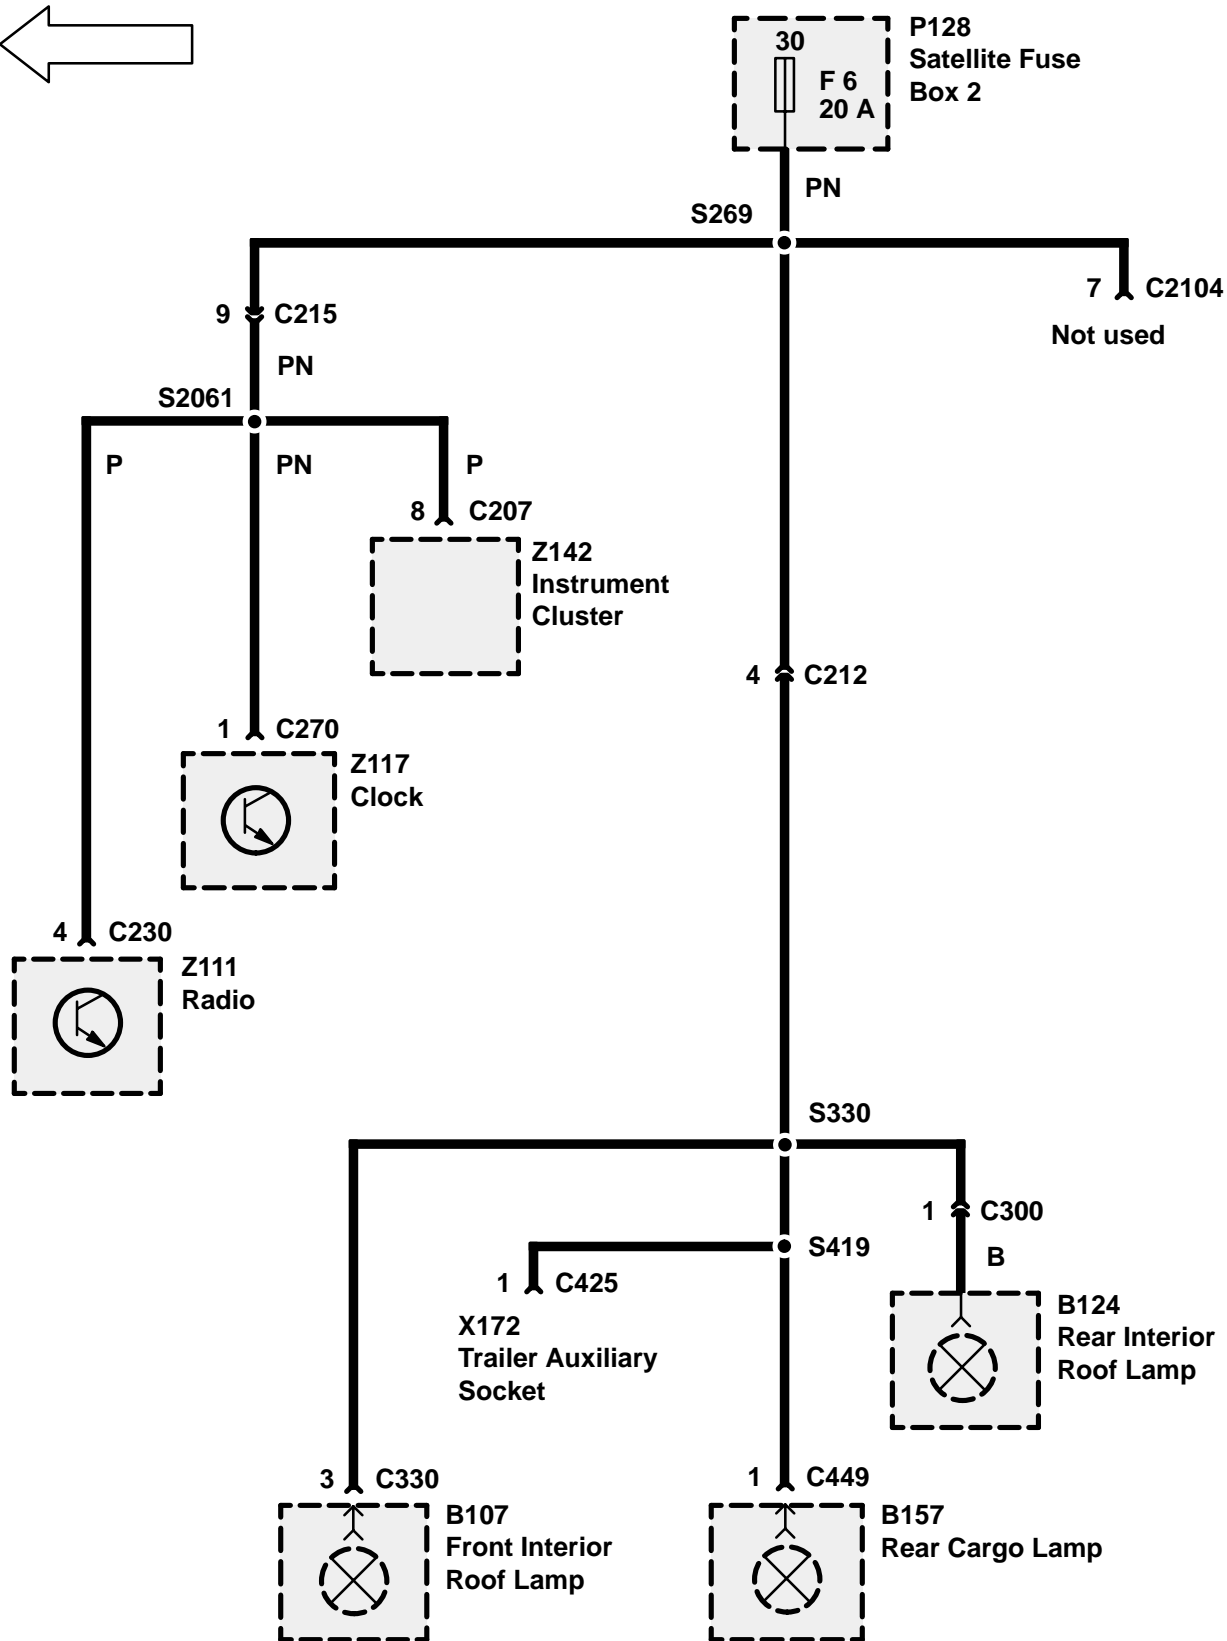 P128
Satellite Fuse
Box 2
30
F 6
20 A
PN
S269
7 C2104
Not used
9 C215
PN
S2061
P
PN
P
8 C207
Z142
Instrument
Cluster
4 C212
1 C270
Z117
Clock
4 C230
Z111
Radio
S330
1 C300
B
S419
1 C425
X172
Trailer Auxiliary
Socket
B124
Rear Interior
Roof Lamp
3 C330
B107
Front Interior
Roof Lamp
1 C449
B157
Rear Cargo Lamp